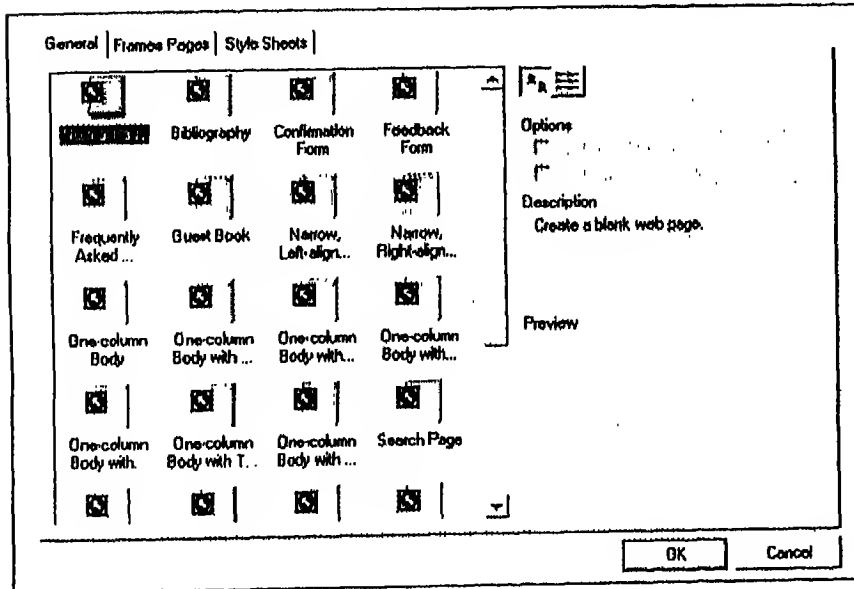 General Frames Pages Style Sheets
Bibliography Confirmation Form Feedback Form
Frequently Asked ... Guest Book Narrow, Left-align... Narrow, Right-align...
One-column Body One-column Body with ... One-column Body with... One-column Body with...
One-column Body with. One-column Body with T. . One-column Body with ... Search Page
Options
Description
Create a blank web page.
Preview
OK Cancel